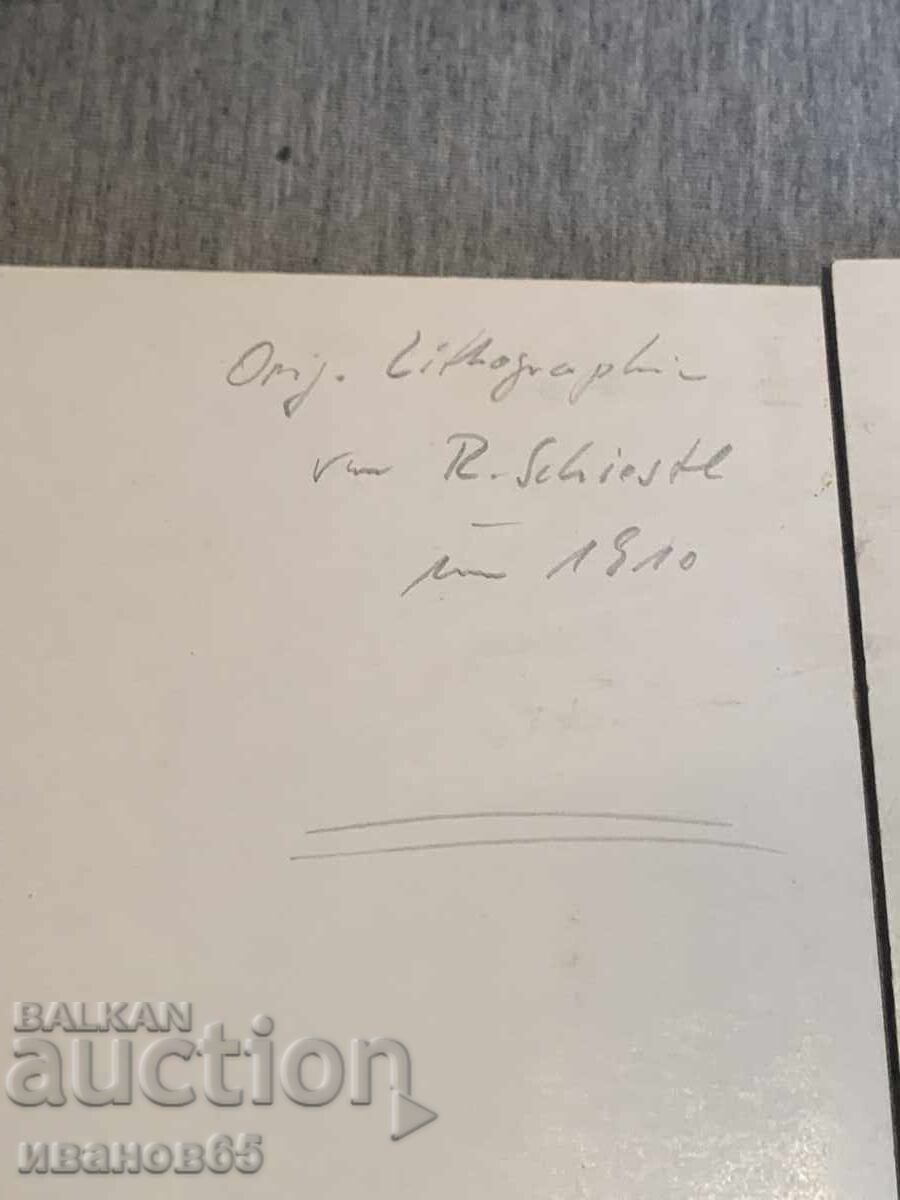 Orig. Lithographie
von R. Schiestl
–
um 1910
BALKAN
auction
иванов65